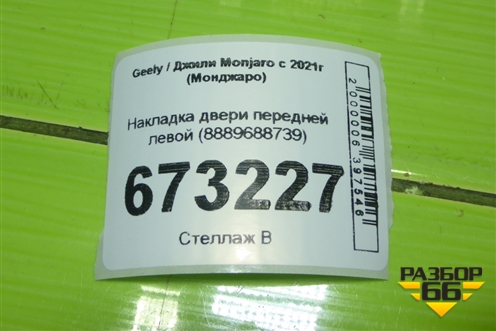 Geely / Джили Monjaro с 2021г
(Монджаро)
Накладка двери передней
левой (8889688739)
673227
Стеллаж В
2000006397546
РАЗБОР
66